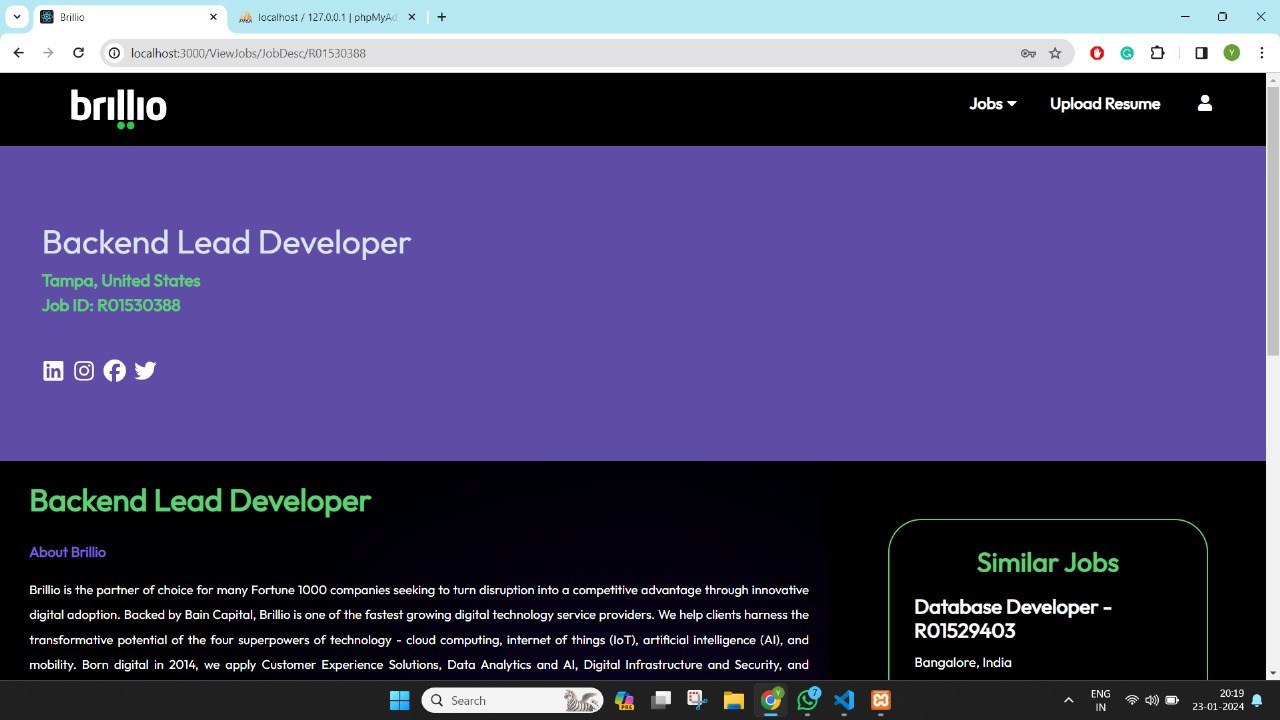 Brillio
localhost / 127.0.0.1 | phpMyAd
localhost:3000/ViewJobs/JobDesc/R01530388
Y
brillio
Jobs
Upload Resume
Backend Lead Developer
Tampa, United States
Job ID: R01530388
Backend Lead Developer
About Brillio
Brillio is the partner of choice for many Fortune 1000 companies seeking to turn disruption into a competitive advantage through innovative
digital adoption. Backed by Bain Capital, Brillio is one of the fastest growing digital technology service providers. We help clients harness the
transformative potential of the four superpowers of technology - cloud computing, internet of things (IoT), artificial intelligence (AI), and
mobility. Born digital in 2014, we apply Customer Experience Solutions, Data Analytics and AI, Digital Infrastructure and Security, and
Similar Jobs
Database Developer -
R01529403
Bangalore, India
Search
7
ENG
IN
20:19
23-01-2024